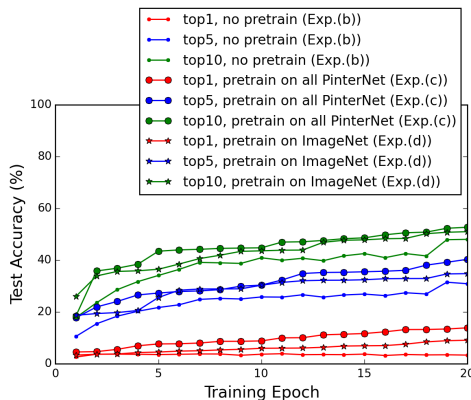 top1, no pretrain (Exp.(b))
top5, no pretrain (Exp.(b))
top10, no pretrain (Exp.(b))
top1, pretrain on all PinterNet (Exp.(c))
top5, pretrain on all PinterNet (Exp.(c))
top10, pretrain on all PinterNet (Exp.(c))
top1, pretrain on ImageNet (Exp.(d))
top5, pretrain on ImageNet (Exp.(d))
top10, pretrain on ImageNet (Exp.(d))
100
80
60
40
20
0
Test Accuracy (%)
0 5 10 15 20
Training Epoch